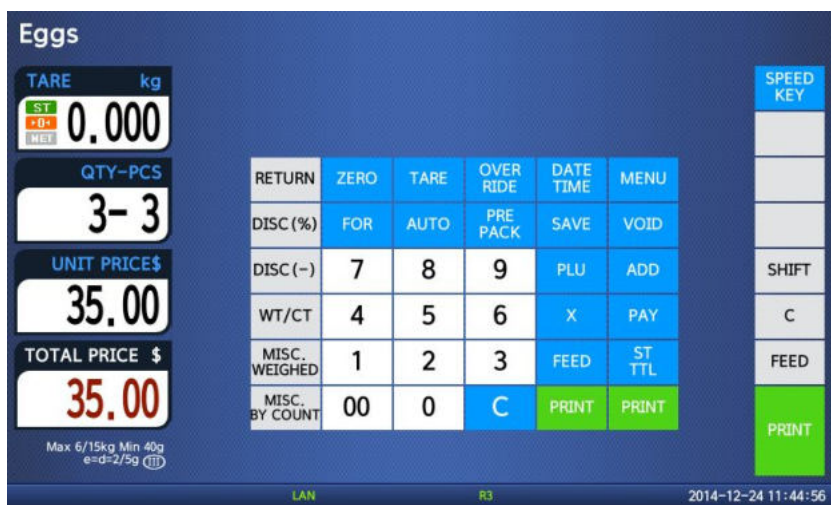 Eggs
TARE kg
ST
→0←
NET
0.000
QTY-PCS
3- 3
UNIT PRICE$
35.00
TOTAL PRICE $
35.00
Max 6/15kg Min 40g
e=d=2/5g III
RETURN ZERO TARE OVER RIDE DATE TIME MENU
DISC(%) FOR AUTO PRE PACK SAVE VOID
DISC(-) 7 8 9 PLU ADD
WT/CT 4 5 6 X PAY
MISC. WEIGHED 1 2 3 FEED ST TTL
MISC. BY COUNT 00 0 C PRINT PRINT
SPEED KEY
SHIFT
C
FEED
PRINT
LAN R3 2014-12-24 11:44:56